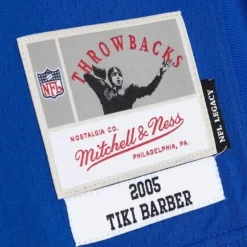 THROWBACKS
NFL
NOSTALGIA CO.
Mitchell & Ness
PHILADELPHIA, PA.
NFL LEGACY
2005
TIKI BARBER